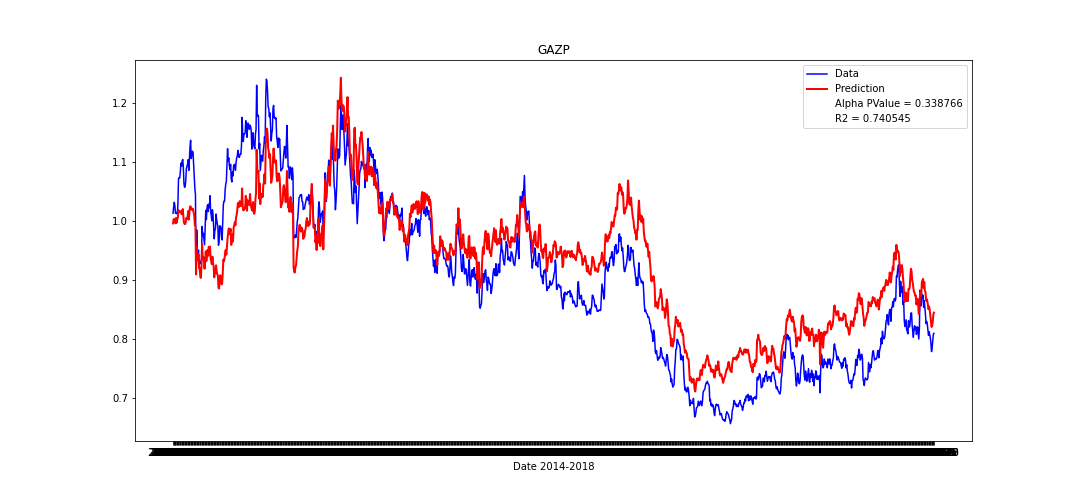 GAZP
Data
Prediction
Alpha PValue = 0.338766
R2 = 0.740545
1.2
1.1
1.0
0.9
0.8
0.7
Date 2014-2018